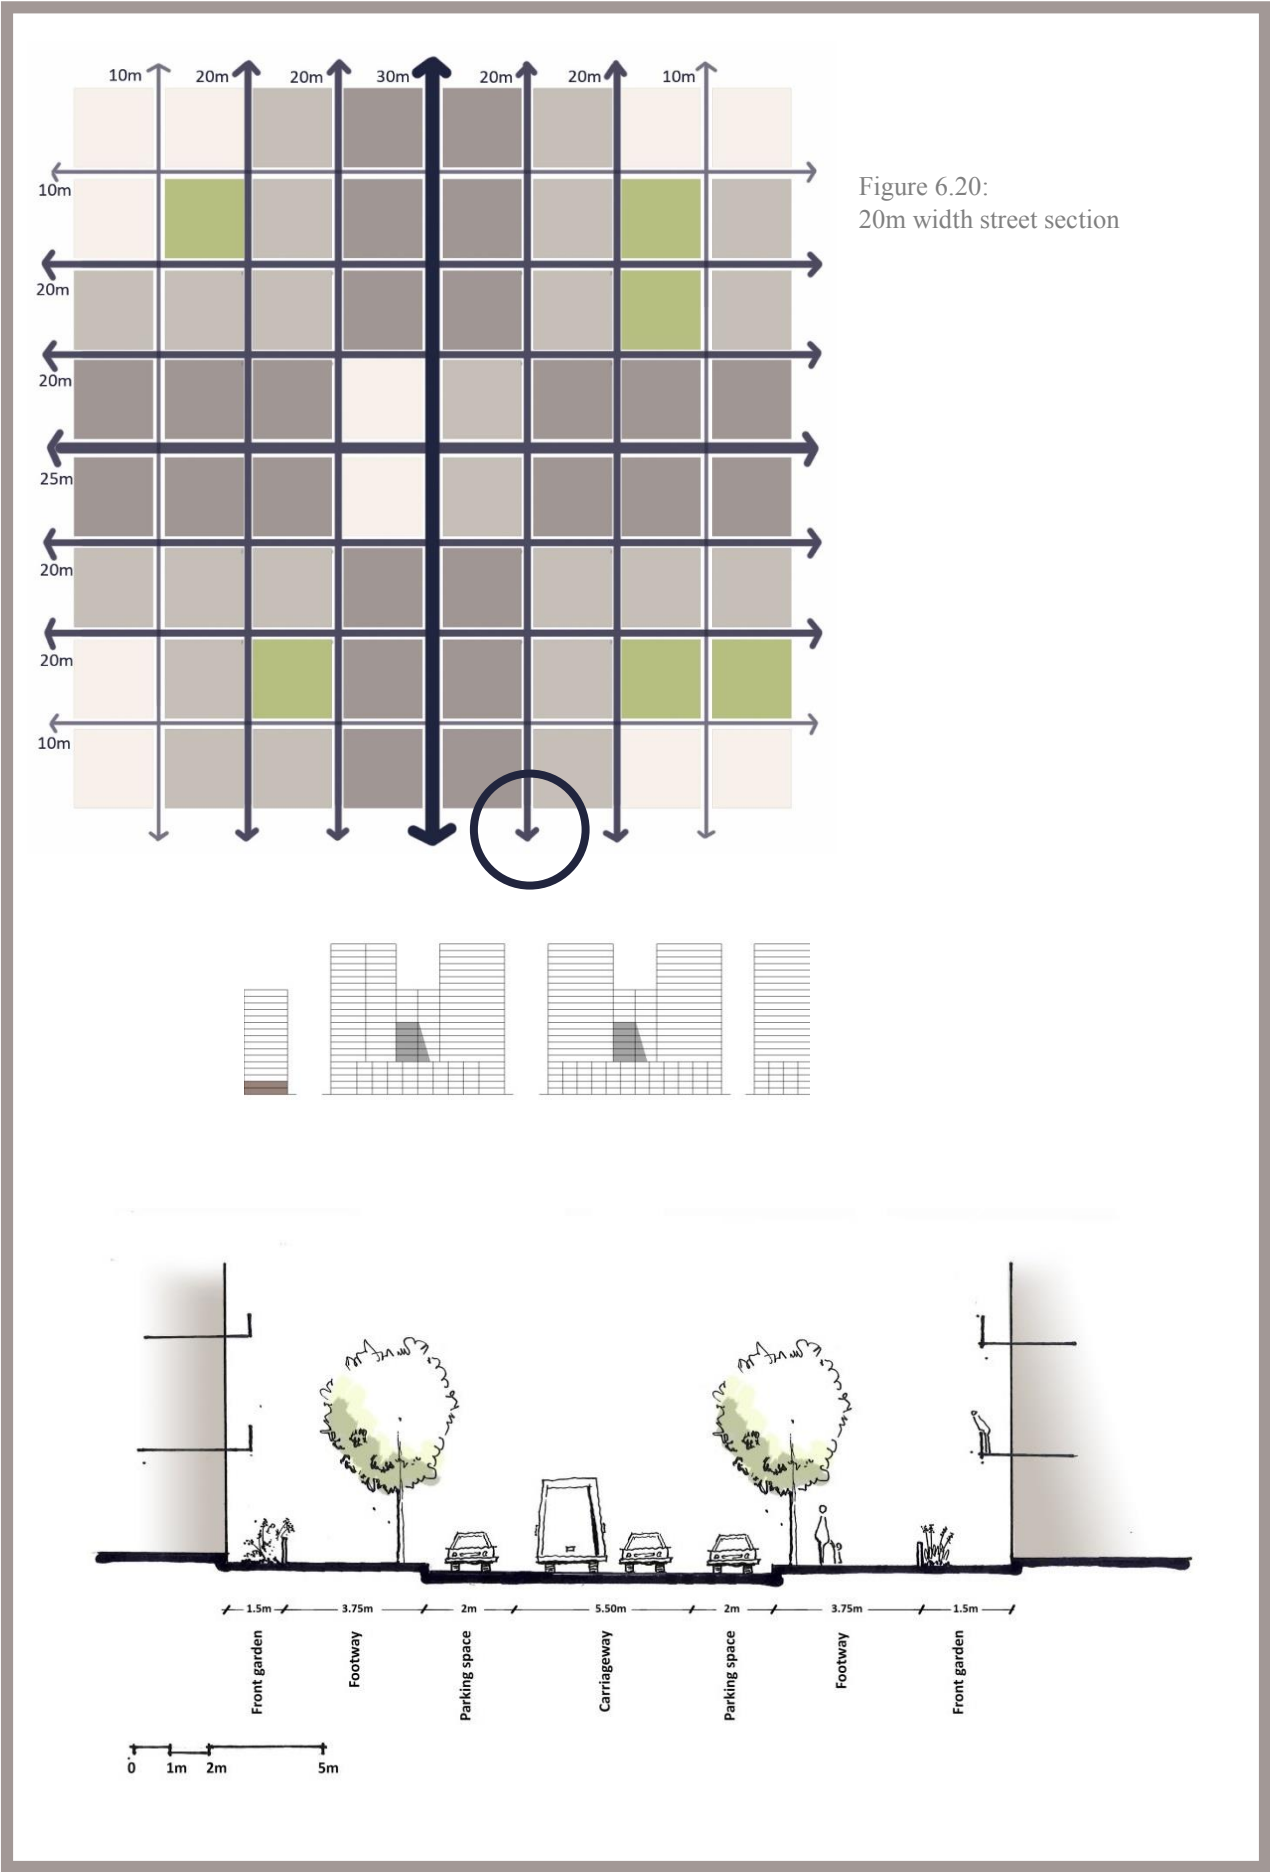 10m 20m 20m 30m 20m 20m 10m
10m
Figure 6.20:
20m width street section
20m
20m
25m
20m
20m
10m
1.5m 3.75m 2m 5.50m 2m 3.75m 1.5m
Front garden
Footway
Parking space
Carriageway
Parking space
Footway
Front garden
0 1m 2m 5m